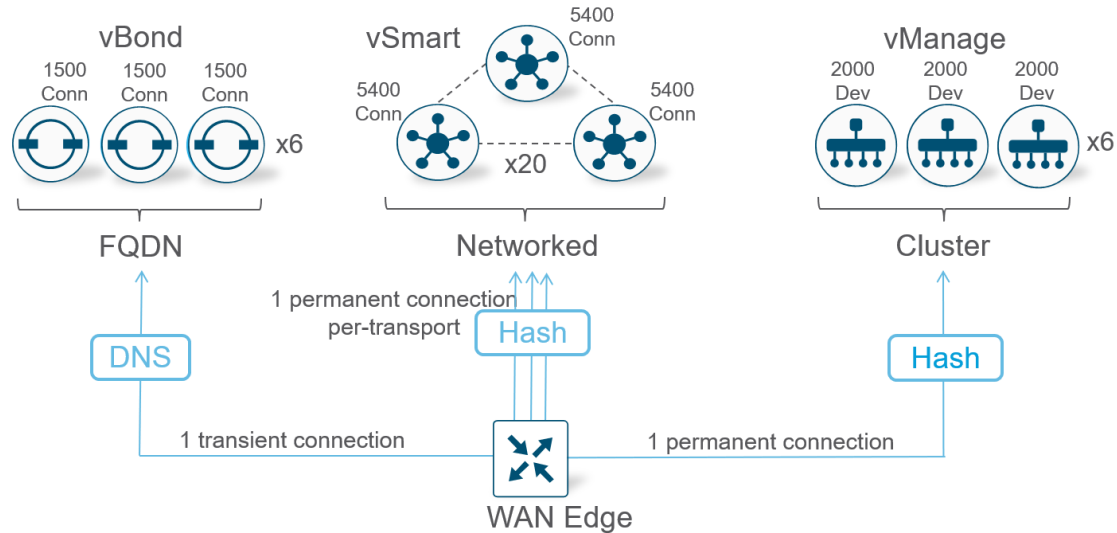 vBond
1500
Conn
1500
Conn
1500
Conn
x6
FQDN
vSmart
5400
Conn
5400
Conn
5400
Conn
x20
Networked
vManage
2000
Dev
2000
Dev
2000
Dev
x6
Cluster
1 permanent connection
per-transport
DNS
Hash
Hash
1 transient connection
1 permanent connection
WAN Edge